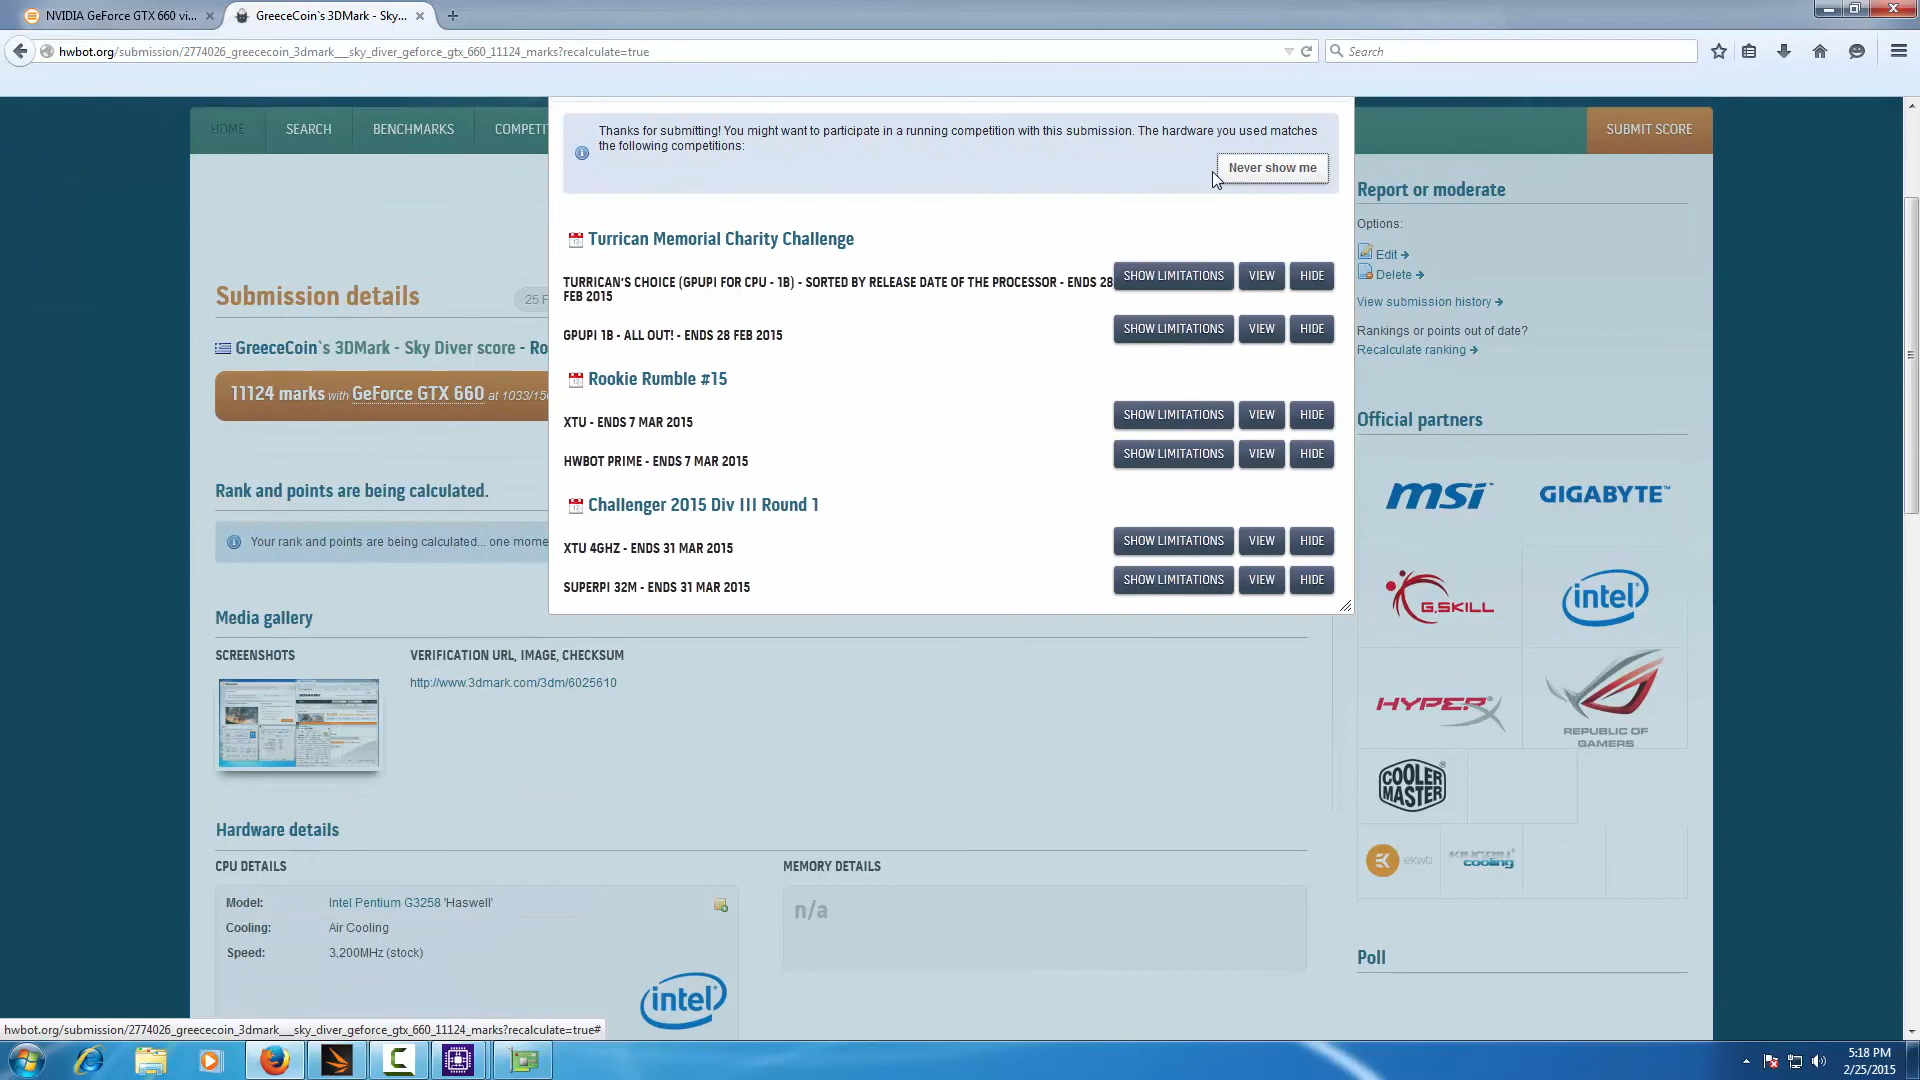 NVIDIA GeForce GTX 660 vi...
GreeceCoin`s 3DMark - Sky...
hwbot.org/submission/2774026_greececoin_3dmark___sky_diver_geforce_gtx_660_11124_marks?recalculate=true
Search
HOME
SEARCH
BENCHMARKS
COMPETI
SUBMIT SCORE
Thanks for submitting! You might want to participate in a running competition with this submission. The hardware you used matches
the following competitions:
Never show me
Turrican Memorial Charity Challenge
TURRICAN'S CHOICE (GPUPI FOR CPU - 1B) - SORTED BY RELEASE DATE OF THE PROCESSOR - ENDS 28
FEB 2015
SHOW LIMITATIONS VIEW HIDE
GPUPI 1B - ALL OUT! - ENDS 28 FEB 2015
SHOW LIMITATIONS VIEW HIDE
Rookie Rumble #15
XTU - ENDS 7 MAR 2015
SHOW LIMITATIONS VIEW HIDE
HWBOT PRIME - ENDS 7 MAR 2015
SHOW LIMITATIONS VIEW HIDE
Challenger 2015 Div III Round 1
XTU 4GHZ - ENDS 31 MAR 2015
SHOW LIMITATIONS VIEW HIDE
SUPERPI 32M - ENDS 31 MAR 2015
SHOW LIMITATIONS VIEW HIDE
Submission details
25 F
GreeceCoin`s 3DMark - Sky Diver score - Ro
11124 marks with GeForce GTX 660 at 1033/150
Rank and points are being calculated.
Your rank and points are being calculated... one mome
Media gallery
SCREENSHOTS
VERIFICATION URL, IMAGE, CHECKSUM
http://www.3dmark.com/3dm/6025610
Hardware details
CPU DETAILS
Model: Intel Pentium G3258 'Haswell'
Cooling: Air Cooling
Speed: 3,200MHz (stock)
intel
MEMORY DETAILS
n/a
Report or moderate
Options:
Edit
Delete
View submission history
Rankings or points out of date?
Recalculate ranking
Official partners
msi
GIGABYTE™
G.SKILL
intel
HYPERX
REPUBLIC OF
GAMERS
COOLER
MASTER
ekwb
KINGPIN
cooling
Poll
hwbot.org/submission/2774026_greececoin_3dmark___sky_diver_geforce_gtx_660_11124_marks?recalculate=true#
5:18 PM
2/25/2015